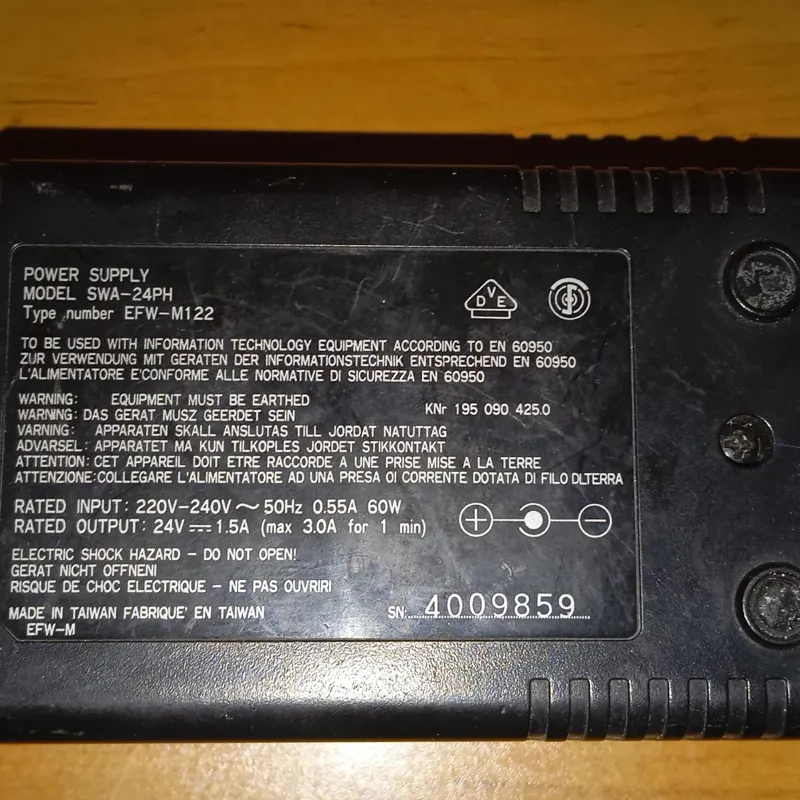 POWER SUPPLY
MODEL SWA-24PH
Type number EFW-M122
DVE
S
TO BE USED WITH INFORMATION TECHNOLOGY EQUIPMENT ACCORDING TO EN 60950
ZUR VERWENDUNG MIT GERATEN DER INFORMATIONSTECHNIK ENTSPRECHEND EN 60950
L'ALIMENTATORE E'CONFORME ALLE NORMATIVE DI SICUREZZA EN 60950
WARNING: EQUIPMENT MUST BE EARTHED
WARNING: DAS GERAT MUSZ GEERDET SEIN
KNr 195 090 425.0
VARNING: APPARATEN SKALL ANSLUTAS TILL JORDAT NATUTTAG
ADVARSEL: APPARATET MA KUN TILKOPLES JORDET STIKKONTAKT
ATTENTION: CET APPAREIL DOIT ETRE RACCORDE A UNE PRISE MISE A LA TERRE
ATTENZIONE: COLLEGARE L'ALIMENTATORE AD UNA PRESA DI CORRENTE DOTATA DI FILO DI.TERRA
RATED INPUT: 220V-240V ~ 50Hz 0.55A 60W
RATED OUTPUT: 24V ⎓ 1.5A (max 3.0A for 1 min)
+ -
ELECTRIC SHOCK HAZARD - DO NOT OPEN!
GERAT NICHT OFFNEN!
RISQUE DE CHOC ELECTRIQUE - NE PAS OUVRIR!
MADE IN TAIWAN FABRIQUE' EN TAIWAN
SN. 4009859
EFW-M